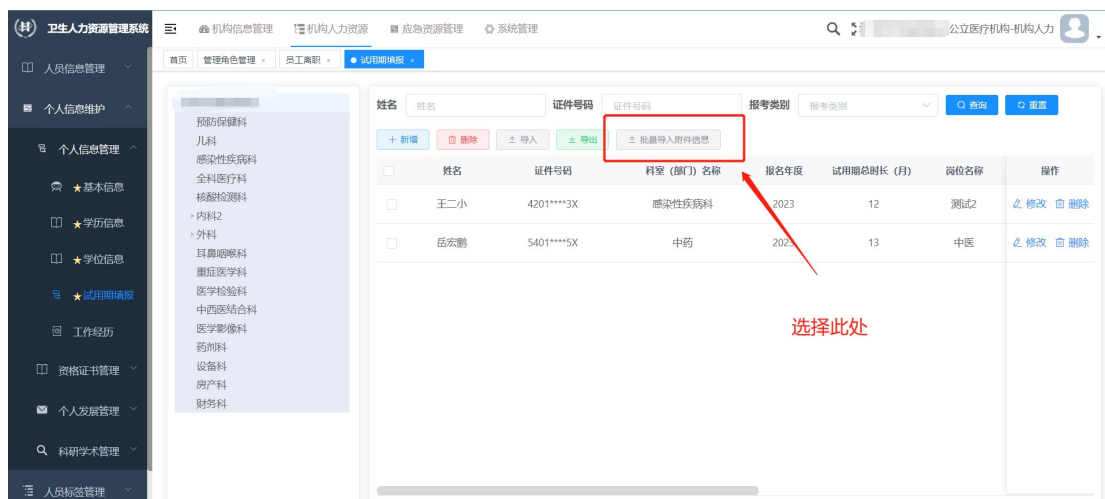 卫生人力资源管理系统
机构信息管理 机构人力资源 应急资源管理 系统管理 公立医疗机构-机构人力
首页 管理角色管理 × 员工离职 × 试用期填报 ×
人员信息管理
个人信息维护
个人信息管理
★基本信息
★学历信息
★学位信息
★试用期填报
工作经历
资格证书管理
个人发展管理
科研学术管理
人员标签管理
预防保健科
儿科
感染性疾病科
全科医疗科
核酸检测科
内科2
外科
耳鼻咽喉科
重症医学科
医学检验科
中西医结合科
医学影像科
药剂科
设备科
房产科
财务科
姓名 姓名 证件号码 证件号码 报考类别 报考类别 查询 重置
+ 新增 删除 导入 导出 批量导入附件信息
姓名 证件号码 科室（部门）名称 报名年度 试用期总时长（月） 岗位名称 操作
王二小 4201****3X 感染性疾病科 2023 12 测试2 修改 删除
岳宏鹏 5401****5X 中药 2023 13 中医 修改 删除
选择此处